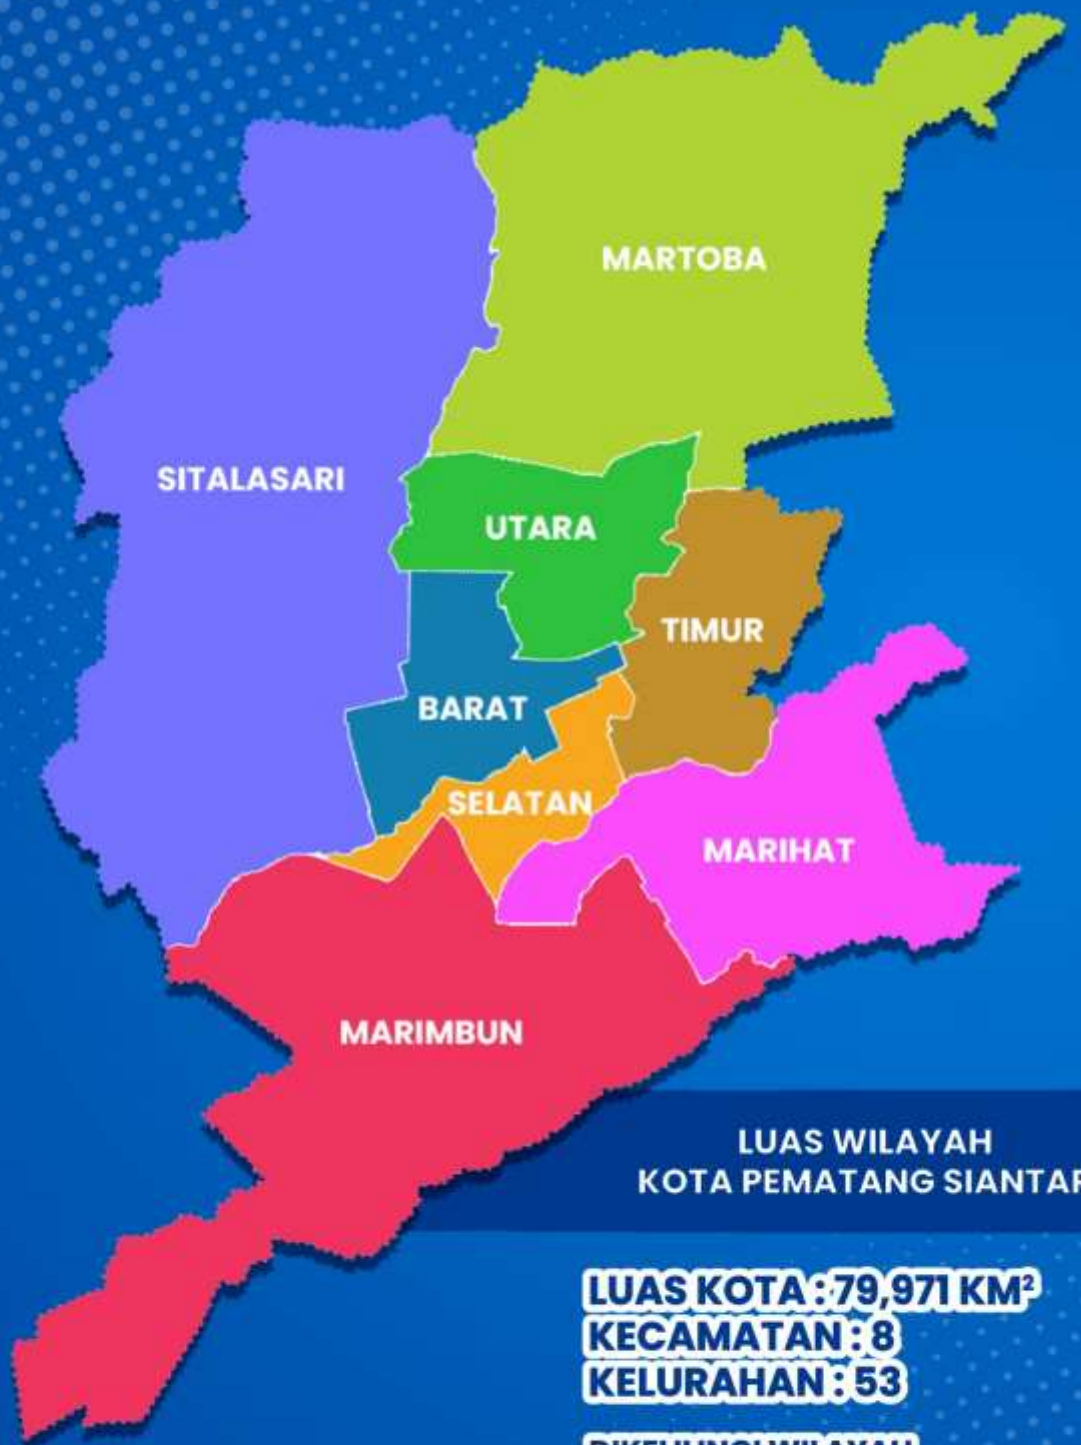 MARTOBA
SITALASARI
UTARA
TIMUR
BARAT
SELATAN
MARIHAT
MARIMBUN
LUAS WILAYAH
KOTA PEMATANG SIANTAR
LUAS KOTA : 79,971 KM²
KECAMATAN : 8
KELURAHAN : 53
WILAYAH